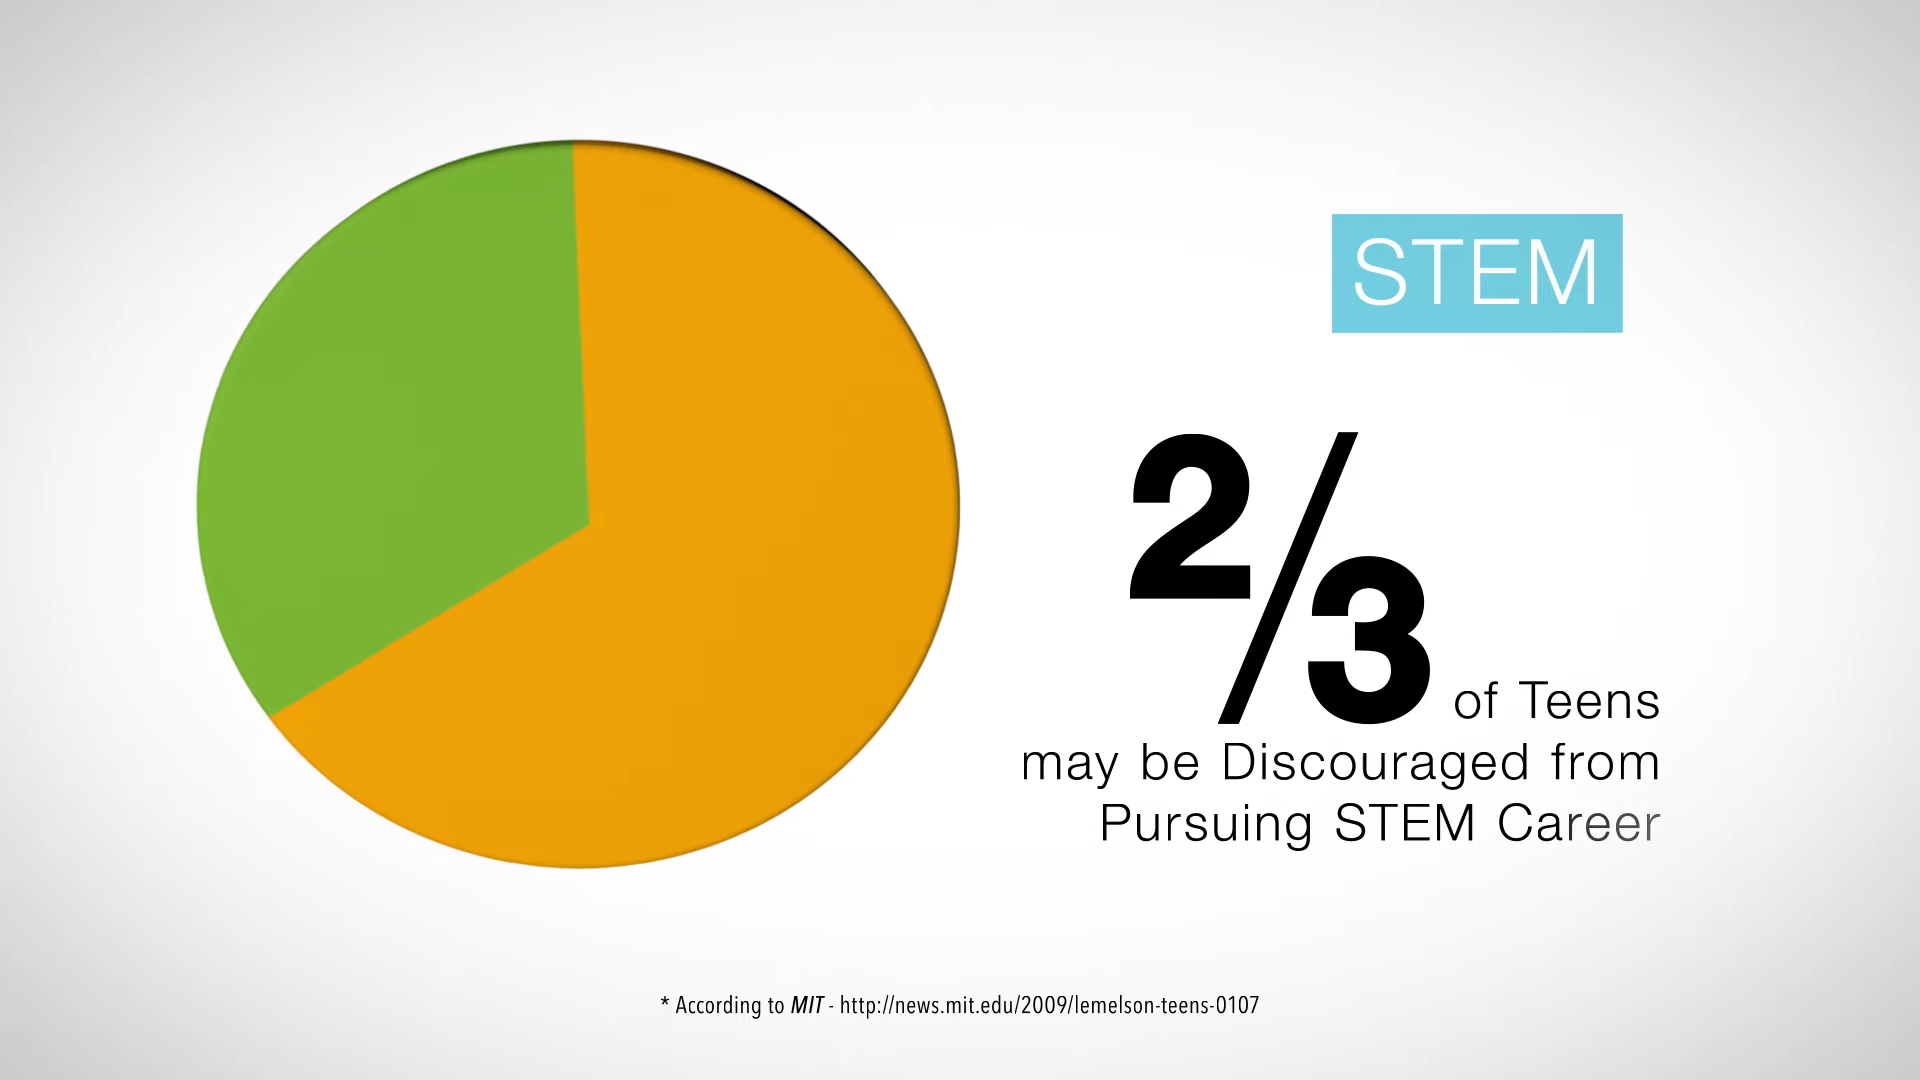 STEM
2/3 of Teens
may be Discouraged from
Pursuing STEM Career
* According to MIT - http://news.mit.edu/2009/lemelson-teens-0107